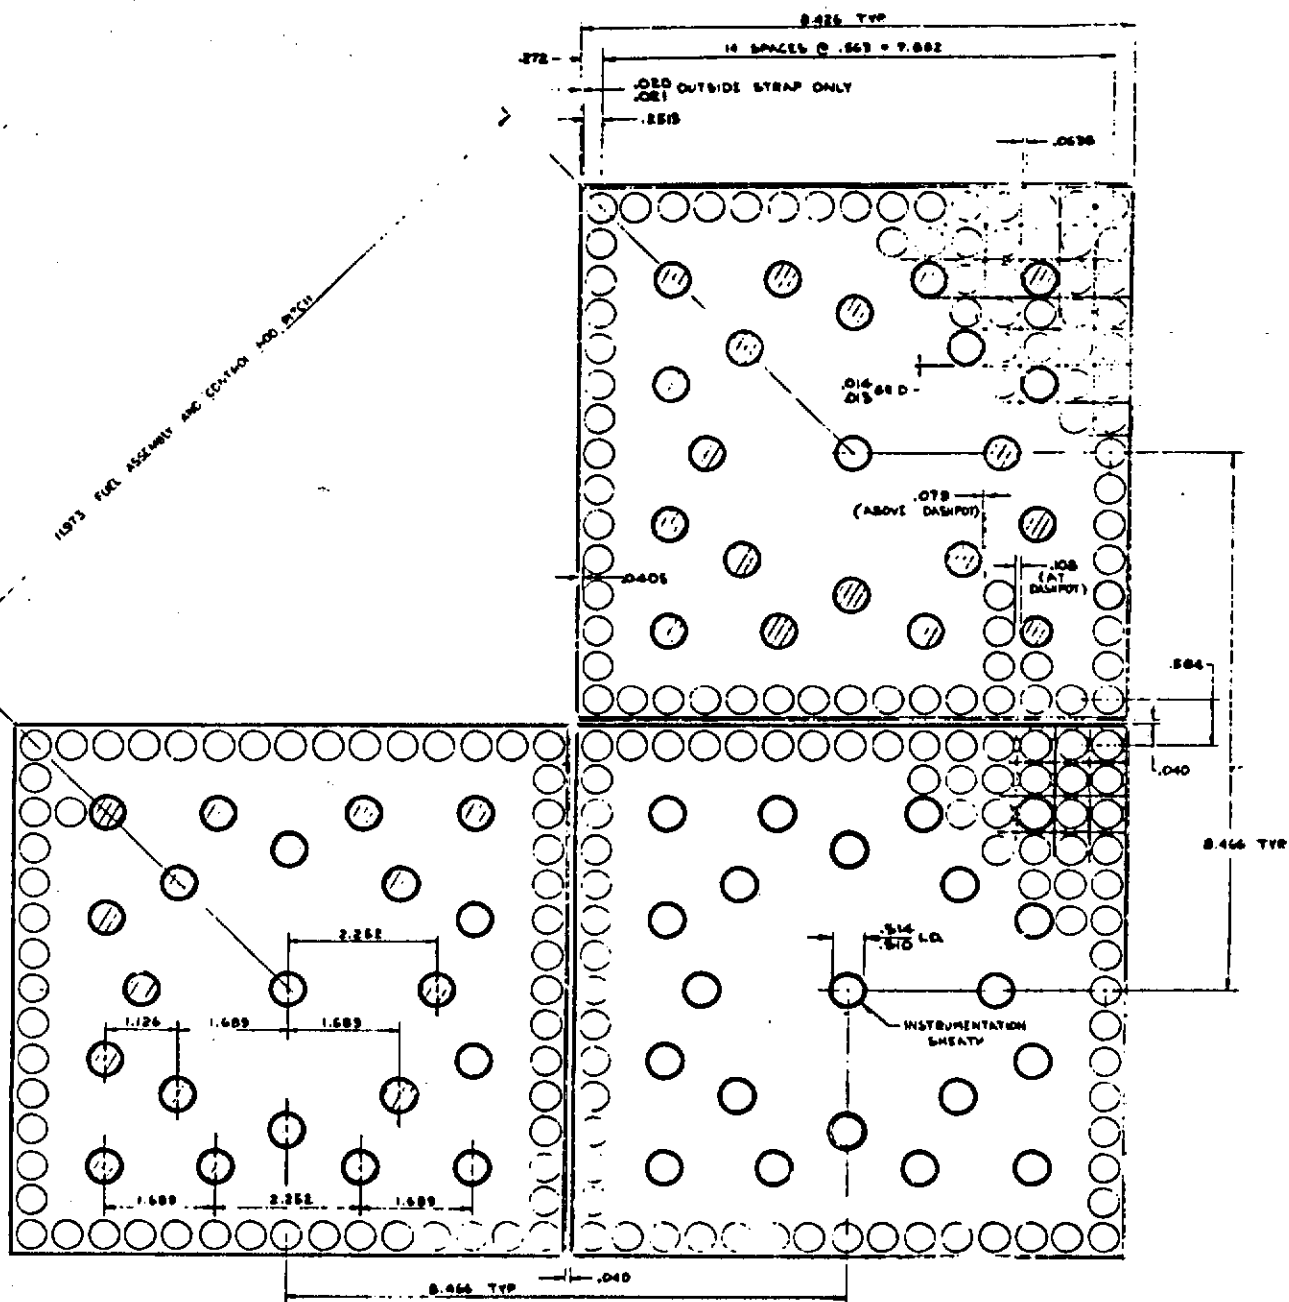 8.426 TYP
14 SPACES @ .563 = 7.882
.272
.020
.021 OUTSIDE STRAP ONLY
.2515
.0635
11.973 FUEL ASSEMBLY AND CONTROL ROD PITCH
.014
.013 GRID
.079
(ABOVE DASHPOT)
.0405
.108
(AT
DASHPOT)
.584
.040
8.466 TYP
2.252
.514
.510 I.D.
INSTRUMENTATION
SHEATH
1.126
1.689
1.689
1.689
2.252
1.689
.040
8.466 TYP